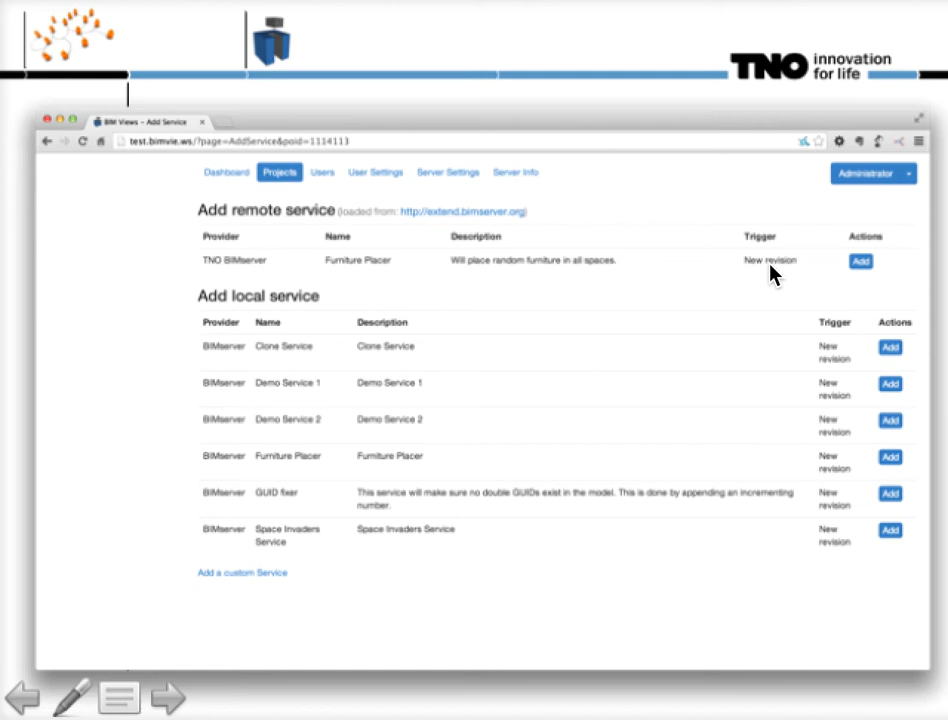 TNO innovation
for life
BIM Views – Add Service
test.bimvie.ws/?page=AddService&poid=1114113
Dashboard Projects Users User Settings Server Settings Server Info Administrator
Add remote service (loaded from: http://extend.bimserver.org)
Provider Name Description Trigger Actions
TNO BIMserver Furniture Placer Will place random furniture in all spaces. New revision Add
Add local service
Provider Name Description Trigger Actions
BIMserver Clone Service Clone Service New Add
revision
BIMserver Demo Service 1 Demo Service 1 New Add
revision
BIMserver Demo Service 2 Demo Service 2 New Add
revision
BIMserver Furniture Placer Furniture Placer New Add
revision
BIMserver GUID fixer This service will make sure no double GUIDs exist in the model. This is done by appending an incrementing New Add
number. revision
BIMserver Space Invaders Space Invaders Service New Add
Service revision
Add a custom Service